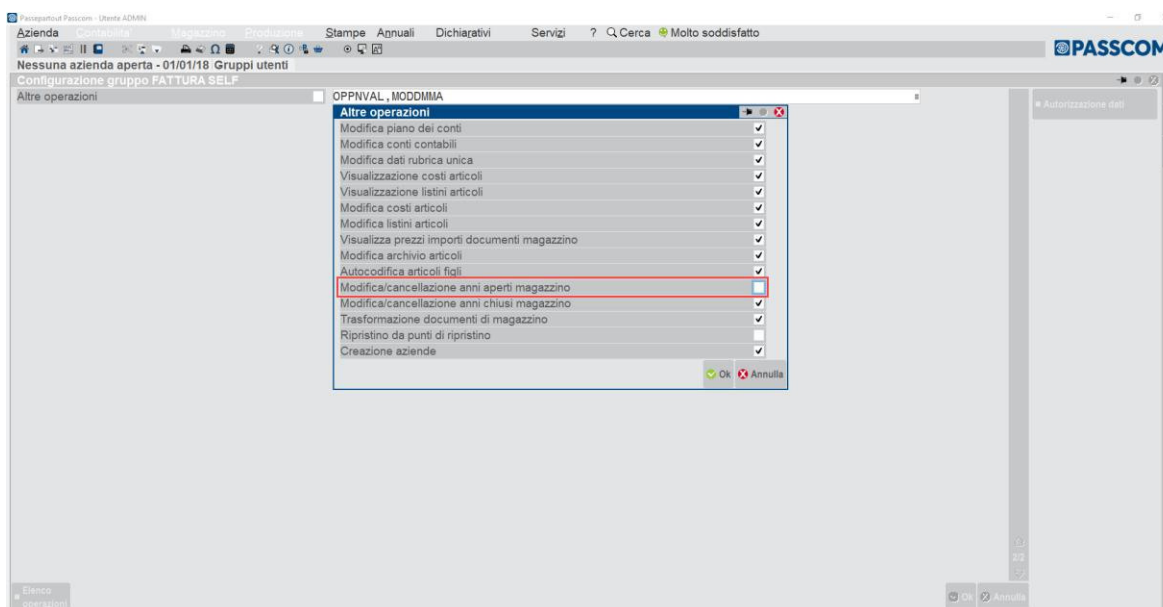 Passepartout Passcom - Utente ADMIN
Azienda Contabilita' Magazzino Produzione Stampe Annuali Dichiarativi Servizi ? Cerca Molto soddisfatto
PASSCOM
Nessuna azienda aperta - 01/01/18 Gruppi utenti
Configurazione gruppo FATTURA SELF
Altre operazioni OPPNVAL,MODDMMA
Autorizzazione dati
Altre operazioni
Modifica piano dei conti
Modifica conti contabili
Modifica dati rubrica unica
Visualizzazione costi articoli
Visualizzazione listini articoli
Modifica costi articoli
Modifica listini articoli
Visualizza prezzi importi documenti magazzino
Modifica archivio articoli
Autocodifica articoli figli
Modifica/cancellazione anni aperti magazzino
Modifica/cancellazione anni chiusi magazzino
Trasformazione documenti di magazzino
Ripristino da punti di ripristino
Creazione aziende
Ok Annulla
2/2
Elenco
operazioni
Ok Annulla